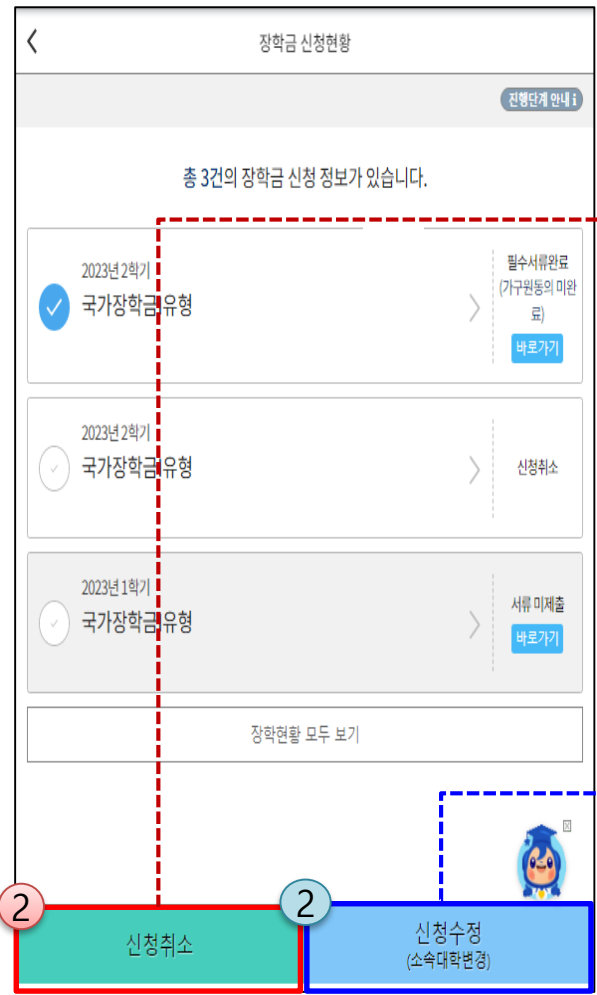 장학금 신청현황
진행단계 안내 i
총 3건의 장학금 신청 정보가 있습니다.
2023년 2학기
국가장학금I유형
필수서류완료
(가구원동의 미완
료)
바로가기
2023년 2학기
국가장학금I유형
신청취소
2023년 1학기
국가장학금I유형
서류 미제출
바로가기
장학현황 모두 보기
2
신청취소
2
신청수정
(소속대학변경)